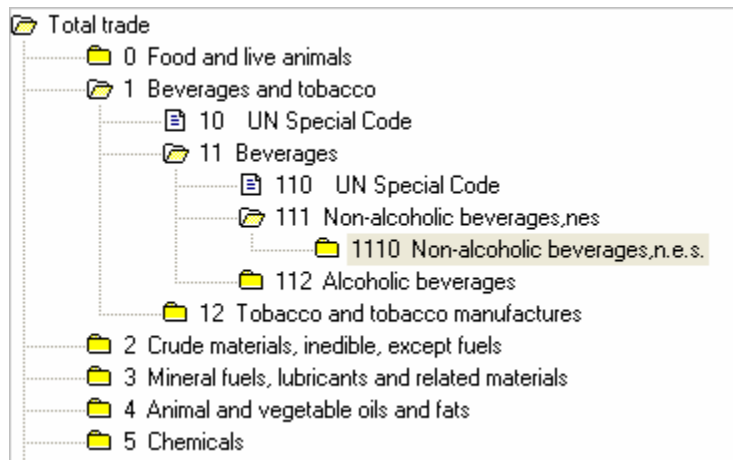 Total trade
0 Food and live animals
1 Beverages and tobacco
10 UN Special Code
11 Beverages
110 UN Special Code
111 Non-alcoholic beverages,nes
1110 Non-alcoholic beverages,n.e.s.
112 Alcoholic beverages
12 Tobacco and tobacco manufactures
2 Crude materials, inedible, except fuels
3 Mineral fuels, lubricants and related materials
4 Animal and vegetable oils and fats
5 Chemicals